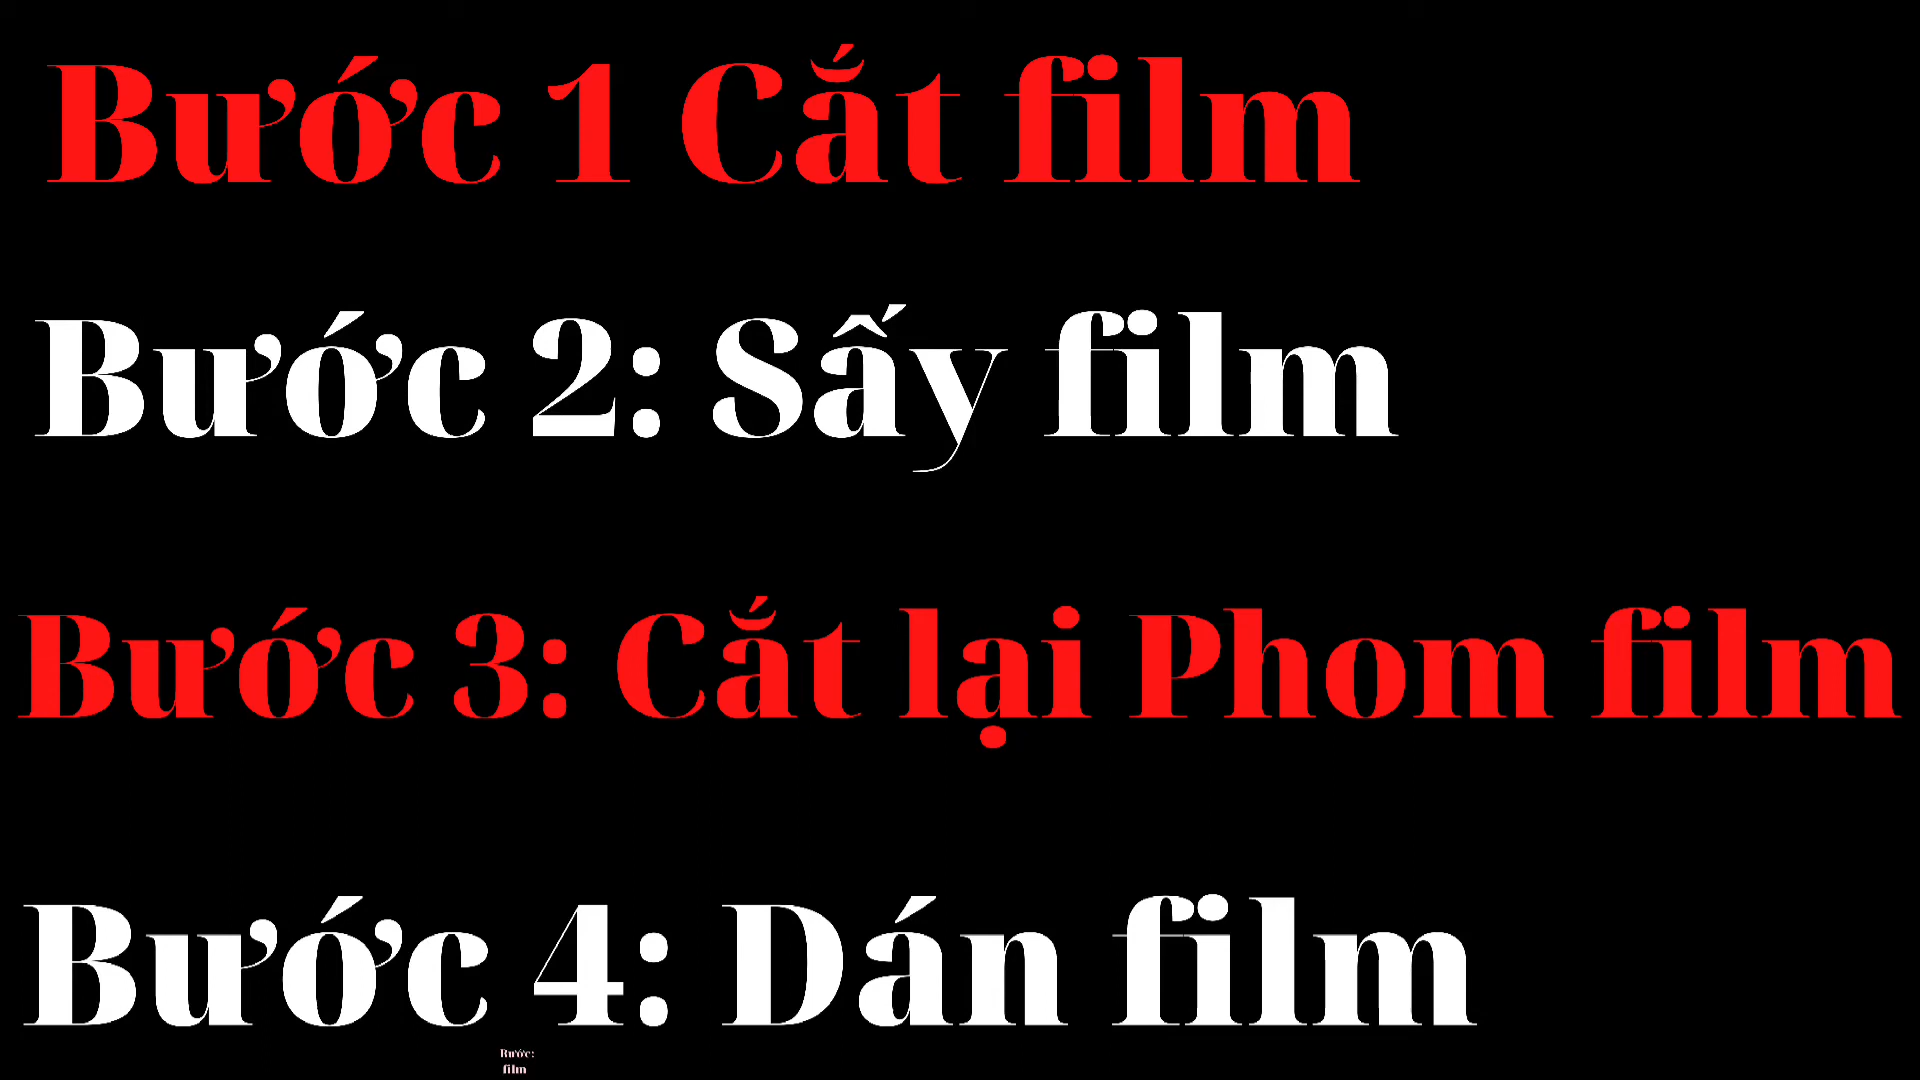 Bước 1 Cắt film
Bước 2: Sấy film
Bước 3: Cắt lại Phom film
Bước 4: Dán film
Bước:
film